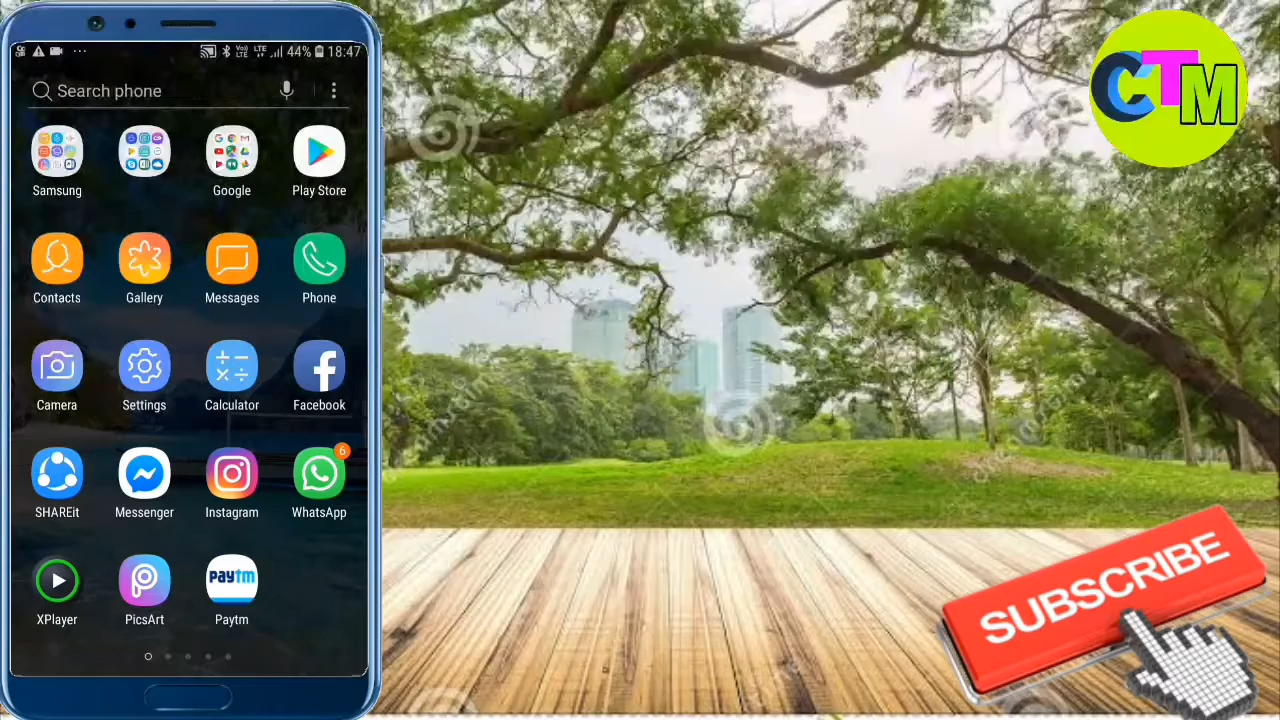 44% 18:47
Search phone
Samsung
Google
Play Store
Contacts
Gallery
Messages
Phone
Camera
Settings
Calculator
Facebook
SHAREit
Messenger
Instagram
6
WhatsApp
XPlayer
PicsArt
Paytm
Paytm
CTM
SUBSCRIBE